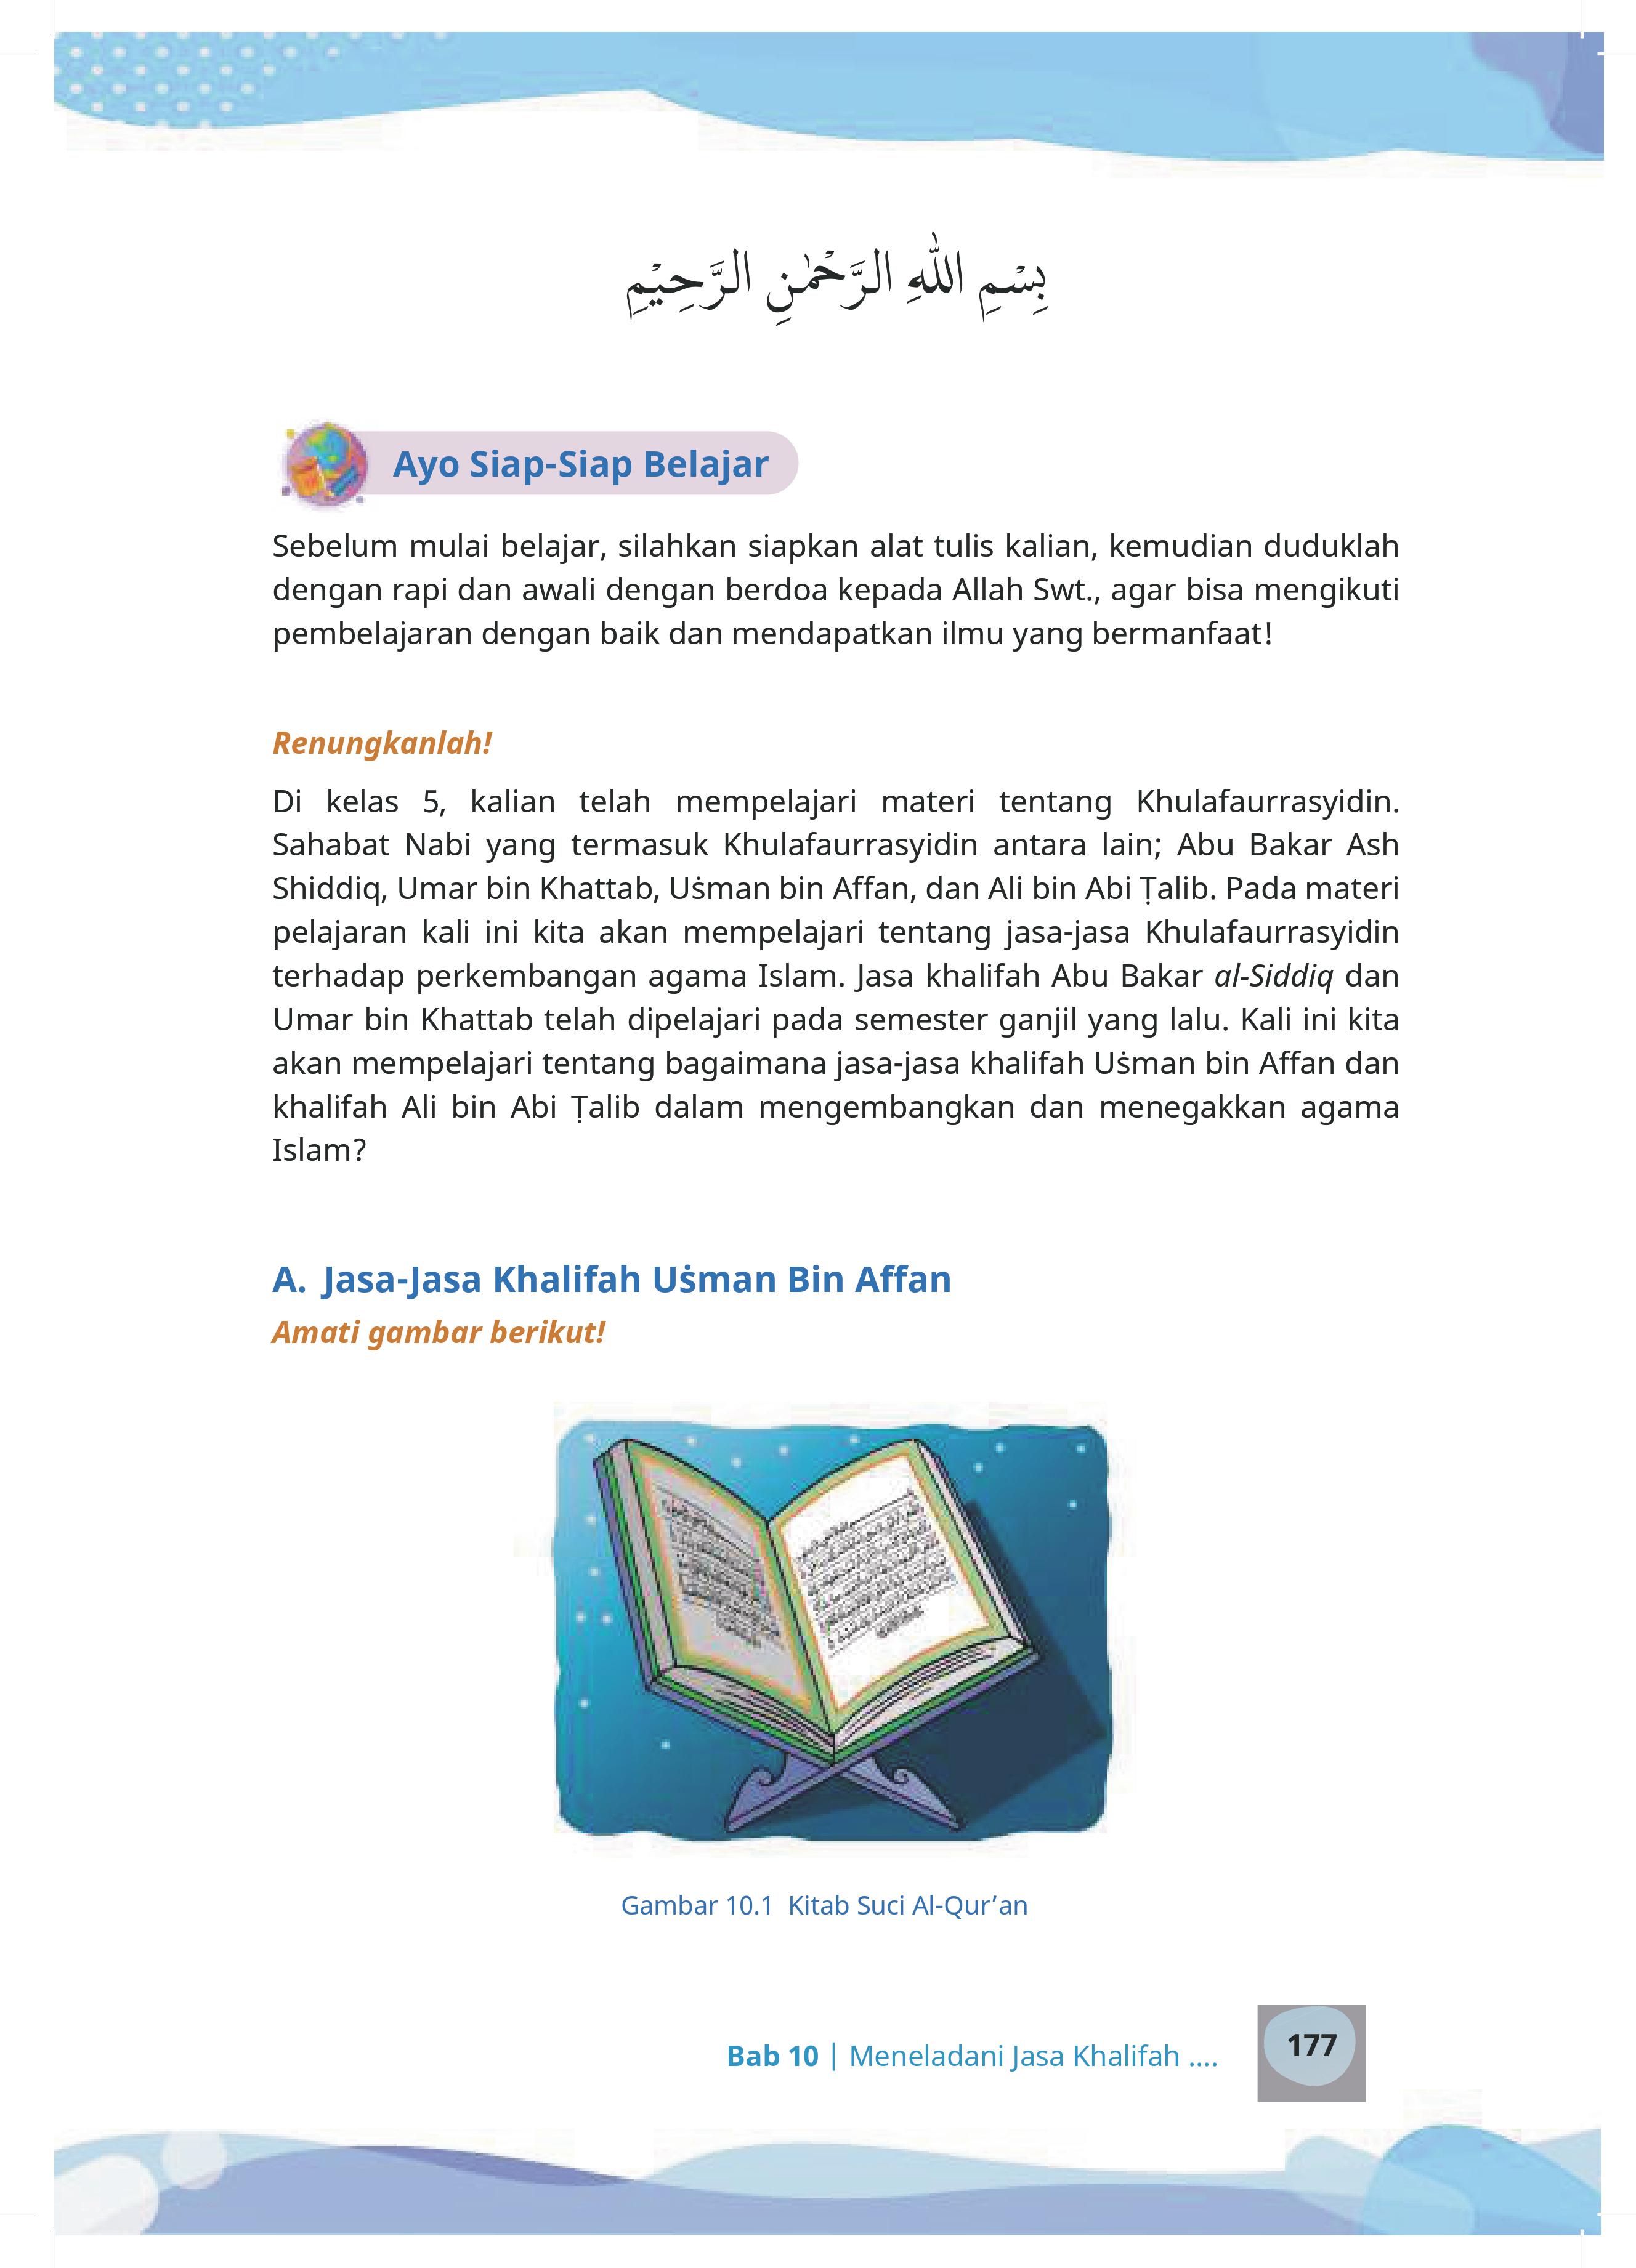 بِسْمِ اللّٰهِ الرَّحْمٰنِ الرَّحِيْمِ
Ayo Siap-Siap Belajar
Sebelum mulai belajar, silahkan siapkan alat tulis kalian, kemudian duduklah
dengan rapi dan awali dengan berdoa kepada Allah Swt., agar bisa mengikuti
pembelajaran dengan baik dan mendapatkan ilmu yang bermanfaat!
Renungkanlah!
Di kelas 5, kalian telah mempelajari materi tentang Khulafaurrasyidin.
Sahabat Nabi yang termasuk Khulafaurrasyidin antara lain; Abu Bakar Ash
Shiddiq, Umar bin Khattab, Uṡman bin Affan, dan Ali bin Abi Ṭalib. Pada materi
pelajaran kali ini kita akan mempelajari tentang jasa-jasa Khulafaurrasyidin
terhadap perkembangan agama Islam. Jasa khalifah Abu Bakar al-Siddiq dan
Umar bin Khattab telah dipelajari pada semester ganjil yang lalu. Kali ini kita
akan mempelajari tentang bagaimana jasa-jasa khalifah Uṡman bin Affan dan
khalifah Ali bin Abi Ṭalib dalam mengembangkan dan menegakkan agama
Islam?
A. Jasa-Jasa Khalifah Uṡman Bin Affan
Amati gambar berikut!
Gambar 10.1 Kitab Suci Al-Qur’an
Bab 10 | Meneladani Jasa Khalifah ....
177